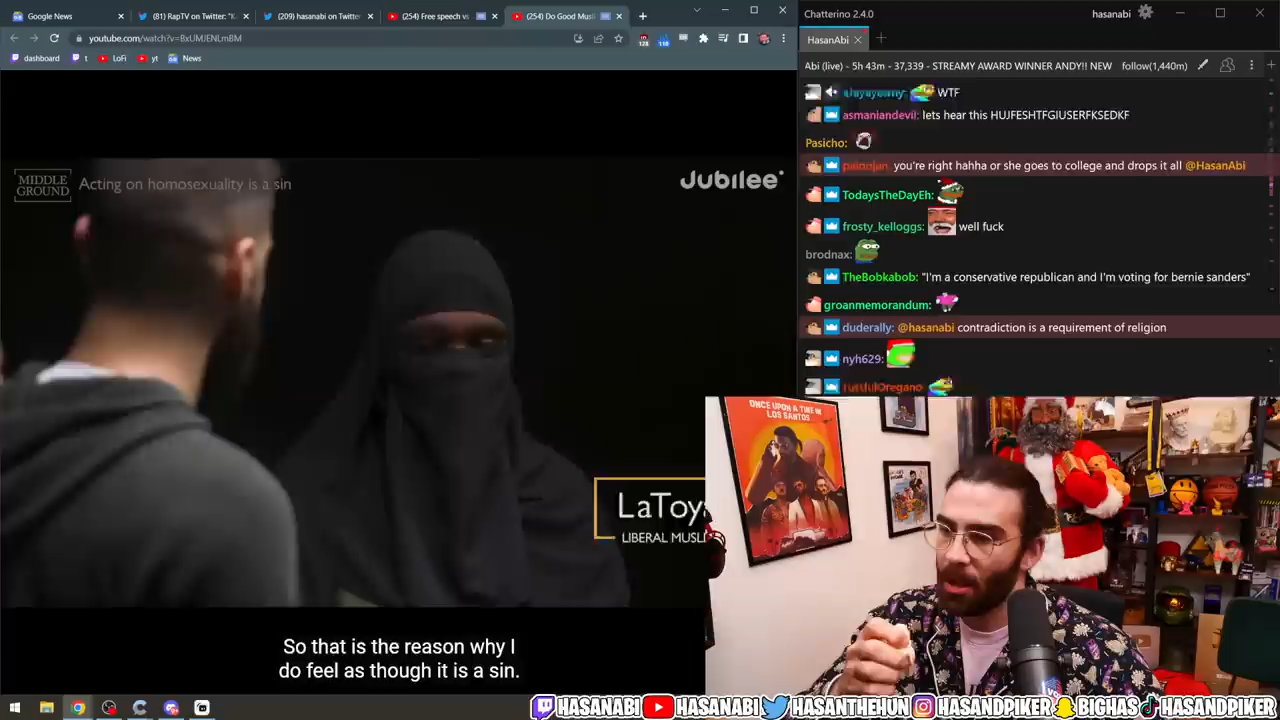 Google News
(81) RapTV on Twitter: "K
(209) hasanabi on Twitter
(254) Free speech vs
(254) Do Good Musl
youtube.com/watch?v=BxUMJENLmBM
128
110
dashboard
t
LoFi
yt
News
MIDDLE GROUND
Acting on homosexuality is a sin
Jubilee
LaToy
LIBERAL MUSLI
So that is the reason why I
do feel as though it is a sin.
Chatterino 2.4.0
hasanabi
HasanAbi
Abi (live) - 5h 43m - 37,339 - STREAMY AWARD WINNER ANDY!! NEW
follow(1,440m)
WTF
asmaniandevil: lets hear this HUJFESHTFGIUSERFKSEDKF
Pasicho:
you're right hahha or she goes to college and drops it all @HasanAbi
TodaysTheDayEh:
frosty_kelloggs: well fuck
brodnax:
TheBobkabob: "I'm a conservative republican and I'm voting for bernie sanders"
groanmemorandum:
duderally: @hasanabi contradiction is a requirement of religion
nyh629:
ONCE UPON A TIME IN
LOS SANTOS
HASANABI
HASANABI
HASANTHEHUN
HASANDPIKER
BIGHAS
HASANDPIKER